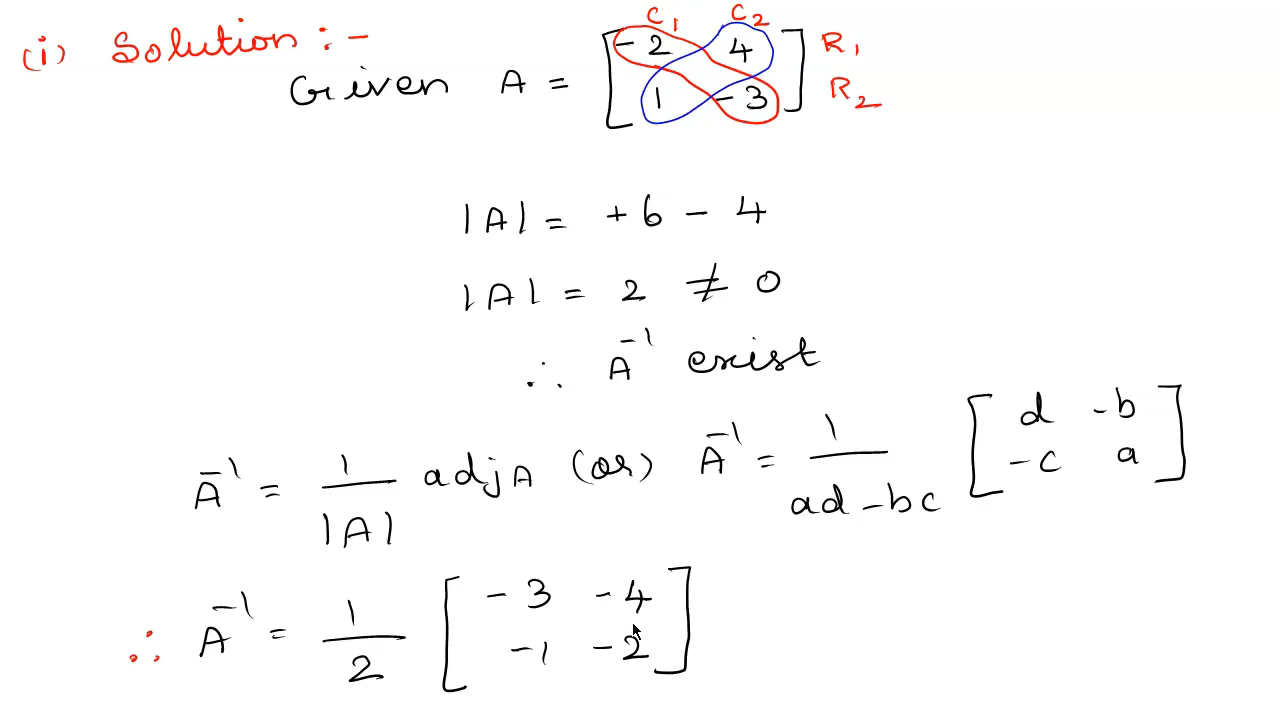 (i) Solution :-
C1 C2
Given A = [ -2 4 ] R1
[ 1 -3 ] R2
|A| = +6 - 4
|A| = 2 ≠ 0
∴ A⁻¹ exist
A⁻¹ = 1/|A| adj A (or) A⁻¹ = 1/(ad - bc) [ d -b
-c a ]
∴ A⁻¹ = 1/2 [ -3 -4
-1 -2 ]